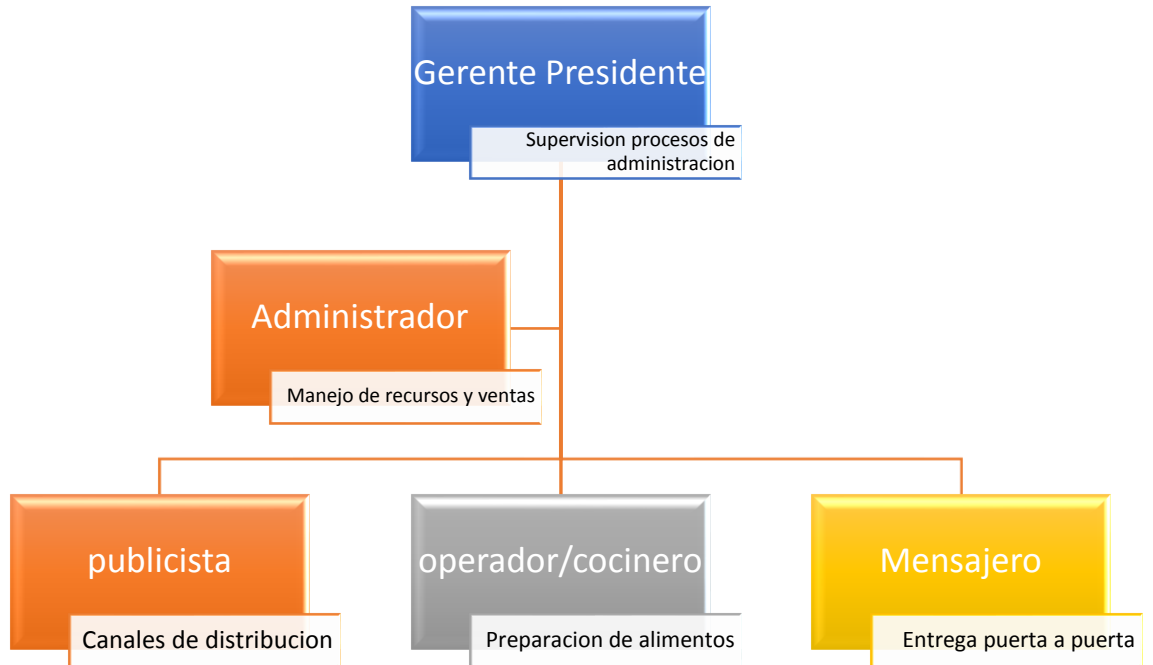 Gerente Presidente
Supervision procesos de
administracion
Administrador
Manejo de recursos y ventas
publicista
Canales de distribucion
operador/cocinero
Preparacion de alimentos
Mensajero
Entrega puerta a puerta